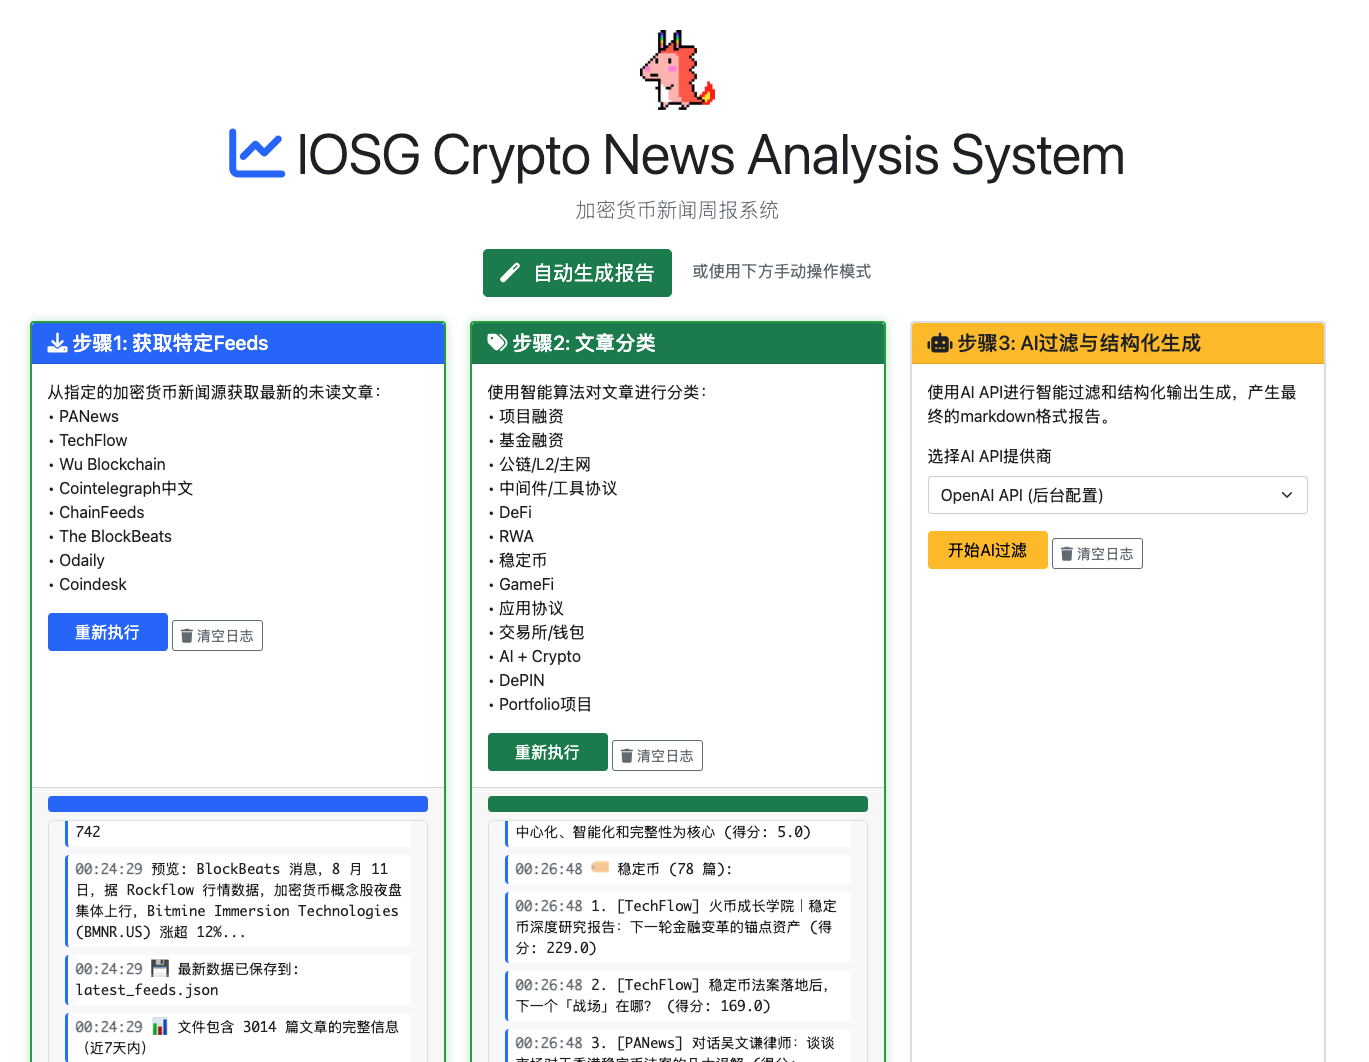 IOSG Crypto News Analysis System
加密货币新闻周报系统
自动生成报告
或使用下方手动操作模式
步骤1: 获取特定Feeds
从指定的加密货币新闻源获取最新的未读文章：
• PANews
• TechFlow
• Wu Blockchain
• Cointelegraph中文
• ChainFeeds
• The BlockBeats
• Odaily
• Coindesk
重新执行
清空日志
742
00:24:29 预览: BlockBeats 消息，8 月 11
日，据 Rockflow 行情数据，加密货币概念股夜盘
集体上行，Bitmine Immersion Technologies
(BMNR.US) 涨超 12%...
00:24:29 💾 最新数据已保存到:
latest_feeds.json
00:24:29 📊 文件包含 3014 篇文章的完整信息
（近7天内）
步骤2: 文章分类
使用智能算法对文章进行分类：
• 项目融资
• 基金融资
• 公链/L2/主网
• 中间件/工具协议
• DeFi
• RWA
• 稳定币
• GameFi
• 应用协议
• 交易所/钱包
• AI + Crypto
• DePIN
• Portfolio项目
重新执行
清空日志
中心化、智能化和完整性为核心 (得分: 5.0)
00:26:48 稳定币 (78 篇):
00:26:48 1. [TechFlow] 火币成长学院｜稳定
币深度研究报告：下一轮金融变革的锚点资产 (得
分: 229.0)
00:26:48 2. [TechFlow] 稳定币法案落地后，
下一个「战场」在哪？ (得分: 169.0)
00:26:48 3. [PANews] 对话吴文谦律师：谈谈
步骤3: AI过滤与结构化生成
使用AI API进行智能过滤和结构化输出生成，产生最
终的markdown格式报告。
选择AI API提供商
OpenAI API (后台配置)
开始AI过滤
清空日志